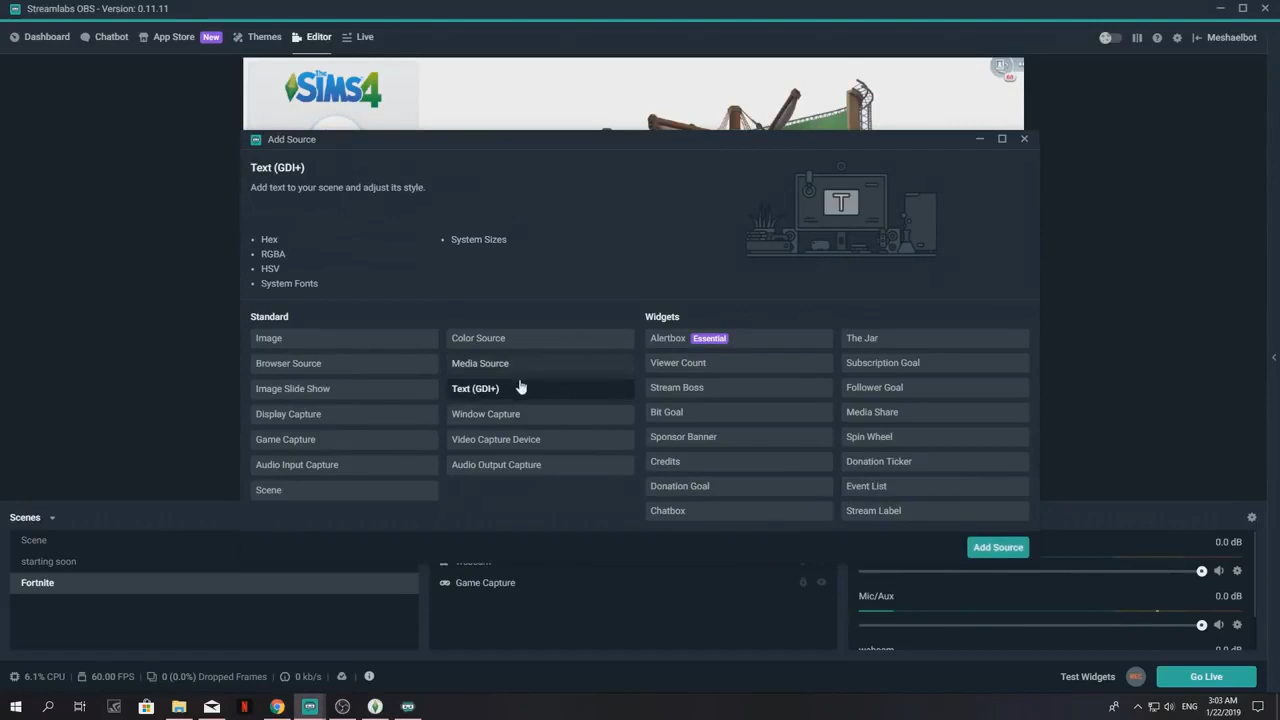 Streamlabs OBS - Version: 0.11.11
Dashboard
Chatbot
App Store New
Themes
Editor
Live
Meshaelbot
THE SIMS 4
68
Add Source
Text (GDI+)
Add text to your scene and adjust its style.
T
• Hex
• RGBA
• HSV
• System Fonts
• System Sizes
Standard
Image
Color Source
Browser Source
Media Source
Image Slide Show
Text (GDI+)
Display Capture
Window Capture
Game Capture
Video Capture Device
Audio Input Capture
Audio Output Capture
Scene
Widgets
Alertbox Essential
The Jar
Viewer Count
Subscription Goal
Stream Boss
Follower Goal
Bit Goal
Media Share
Sponsor Banner
Spin Wheel
Credits
Donation Ticker
Donation Goal
Event List
Chatbox
Stream Label
Add Source
Scenes
Scene
starting soon
Fortnite
webcam
Game Capture
0.0 dB
Mic/Aux 0.0 dB
webcam
6.1% CPU
60.00 FPS
0 (0.0%) Dropped Frames
0 kb/s
Test Widgets
REC
Go Live
ENG
3:03 AM
1/22/2019